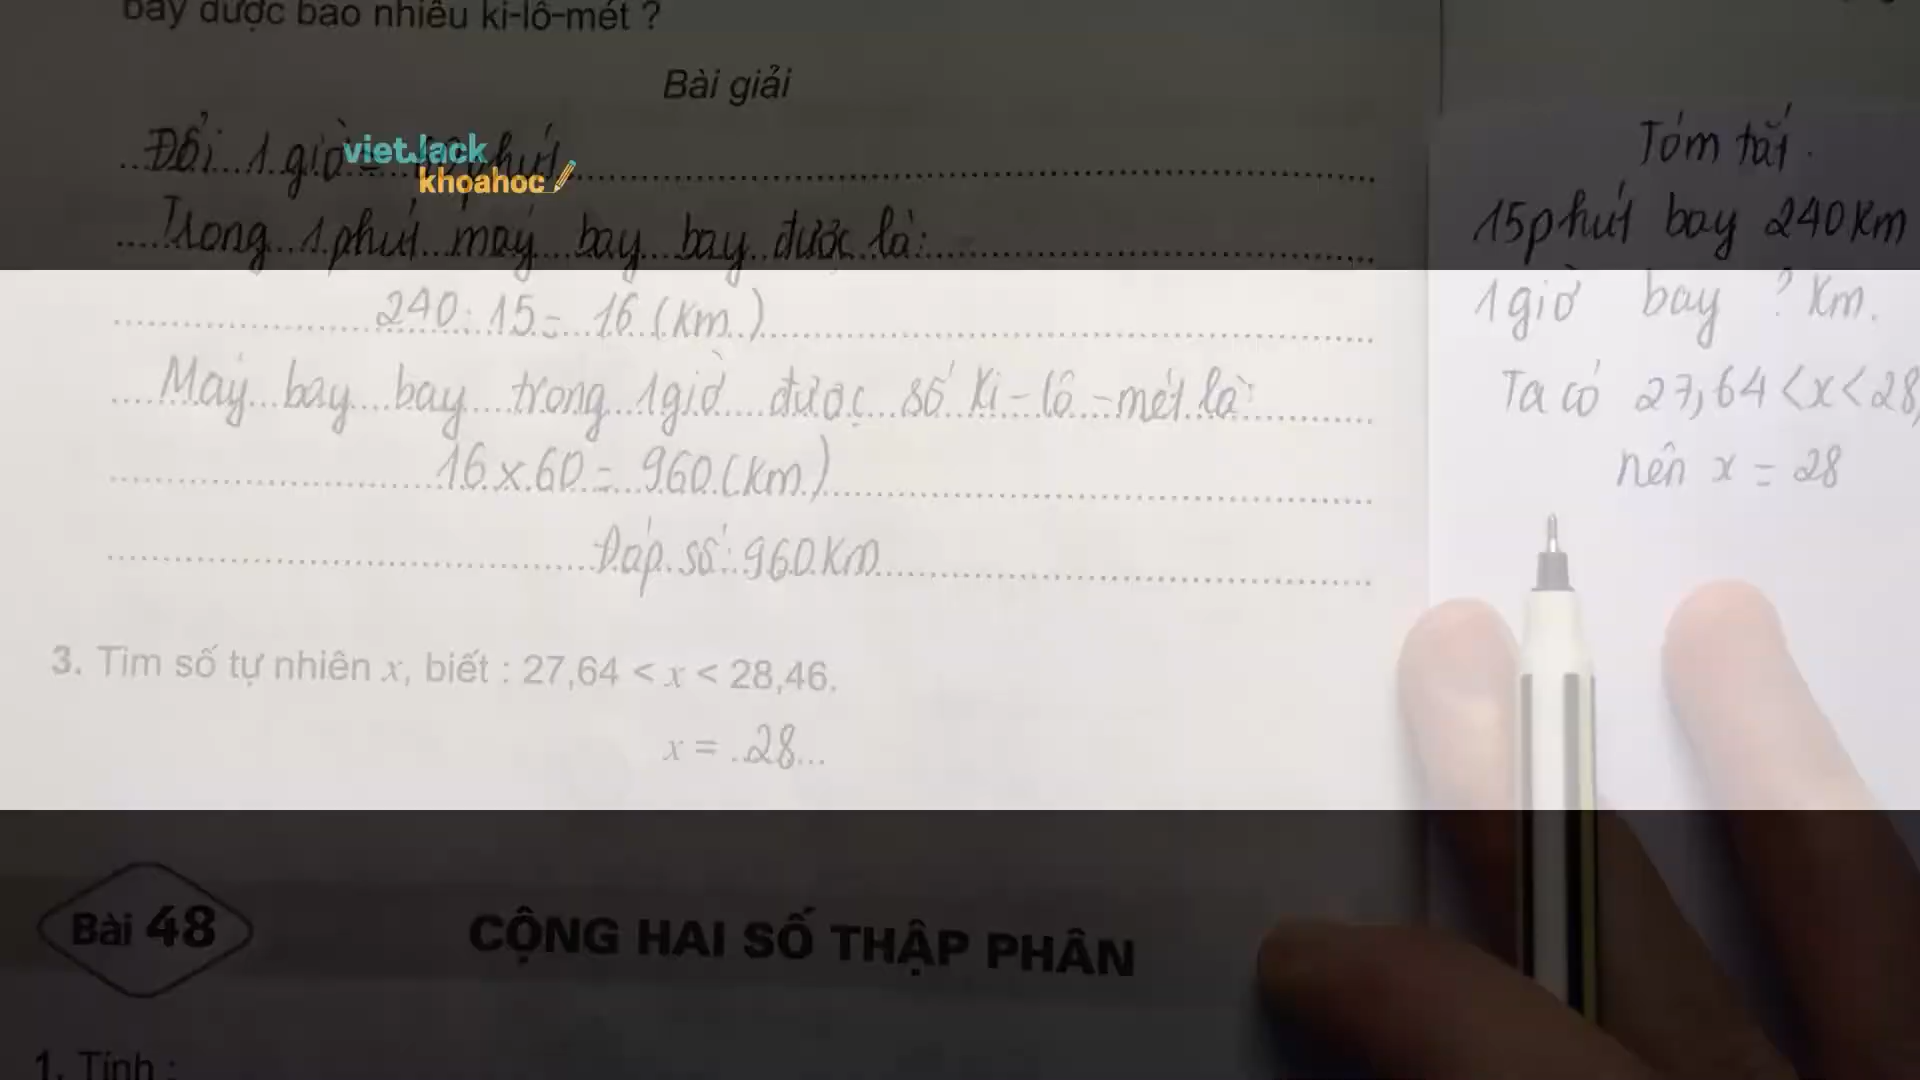 bay được bao nhiêu ki-lô-mét ?
Bài giải
Đổi 1 giờ = 60 phút
vietJack
khoahoc
Trong 1 phút máy bay bay được là:
240 : 15 = 16 (km)
Máy bay bay trong 1 giờ được số ki-lô-mét là:
16 x 60 = 960 (km)
Đáp số: 960 km
3. Tìm số tự nhiên x, biết : 27,64 < x < 28,46.
x = ..28...
Tóm tắt
15 phút bay 240 km
1 giờ bay ? km.
Ta có 27,64 < x < 28,
nên x = 28
Bài 48
CỘNG HAI SỐ THẬP PHÂN
1. Tính :